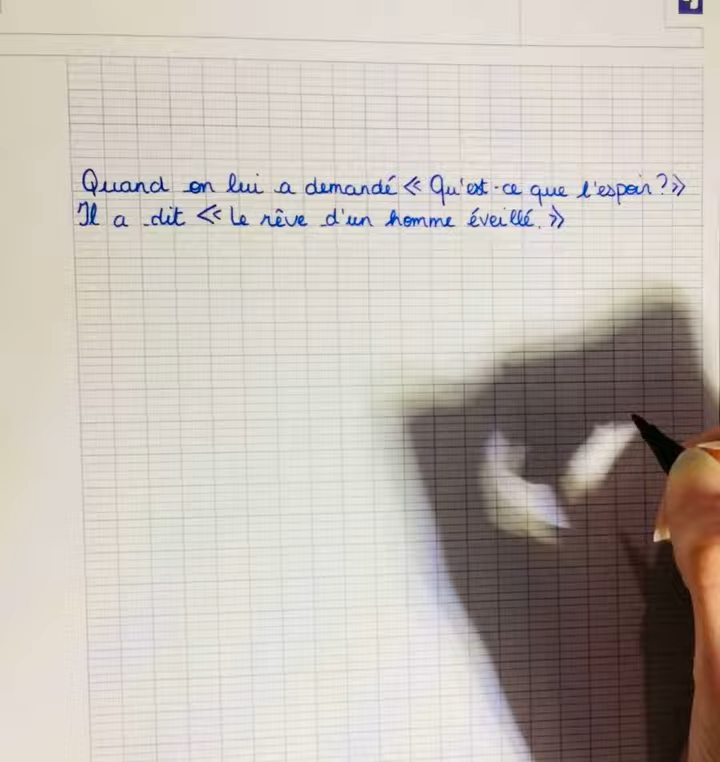 Quand on lui a demandé « Qu'est-ce que l'espoir ? »
Il a dit « Le rêve d'un homme éveillé. »